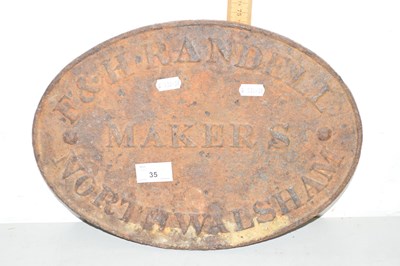 F & H · RANDELL
MAKERS
NORTH WALSHAM
35